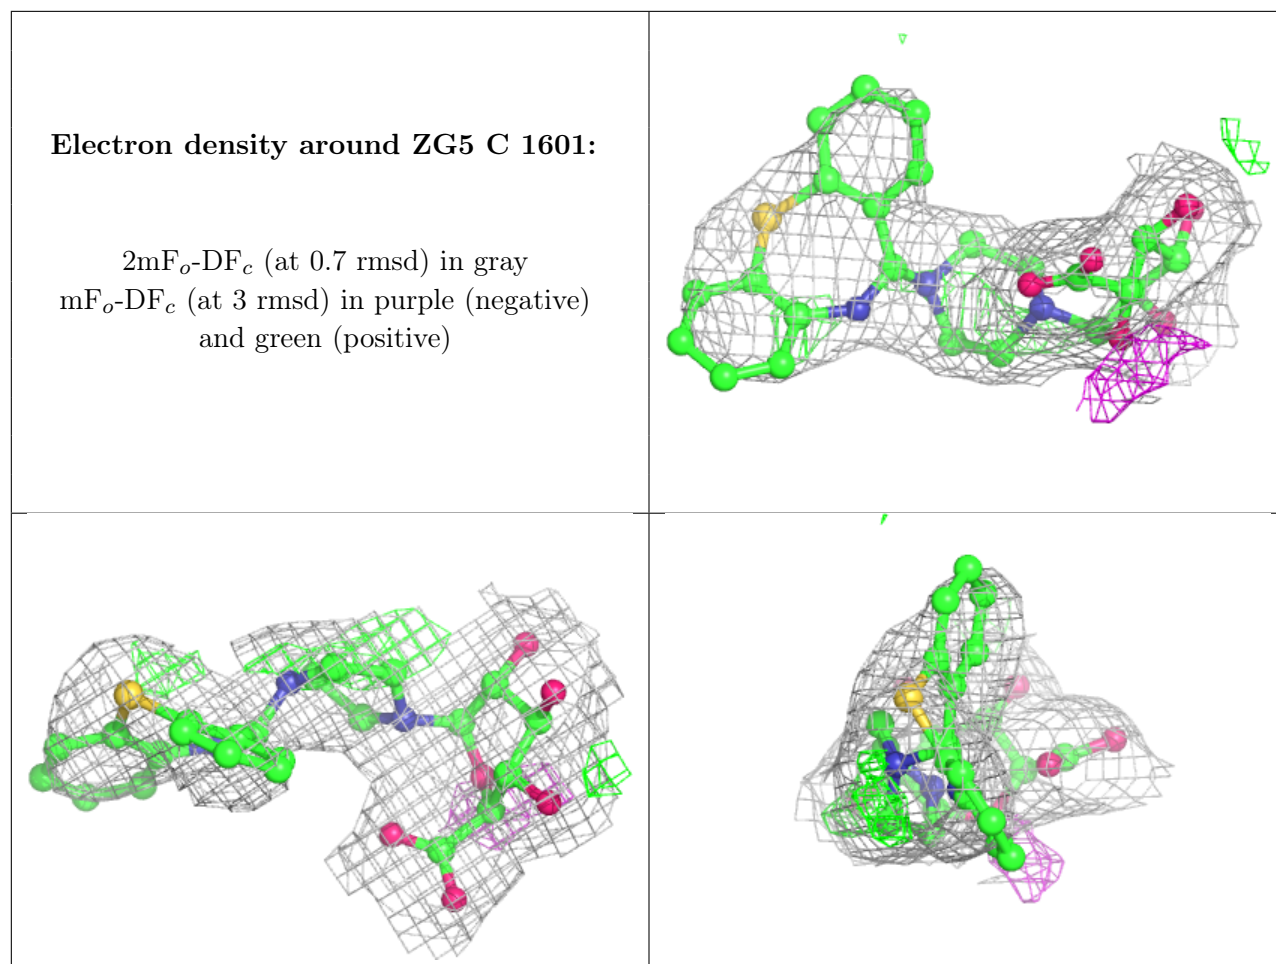 Electron density around ZG5 C 1601:
2mFo-DFc (at 0.7 rmsd) in gray
mFo-DFc (at 3 rmsd) in purple (negative)
and green (positive)